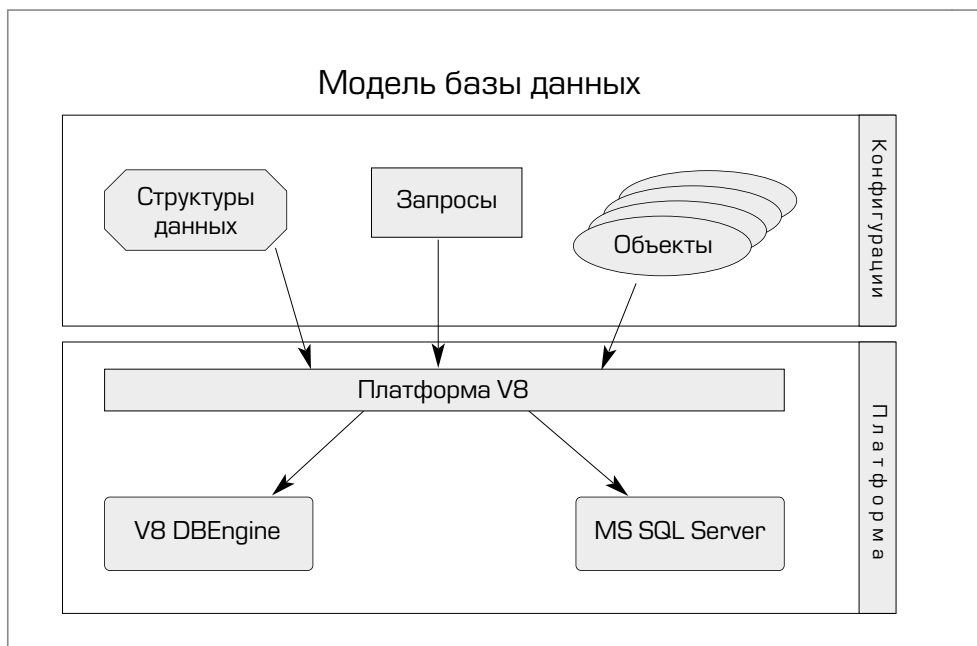 Модель базы данных
Структуры
данных
Запросы
Объекты
Конфигурации
Платформа V8
V8 DBEngine
MS SQL Server
Платформа